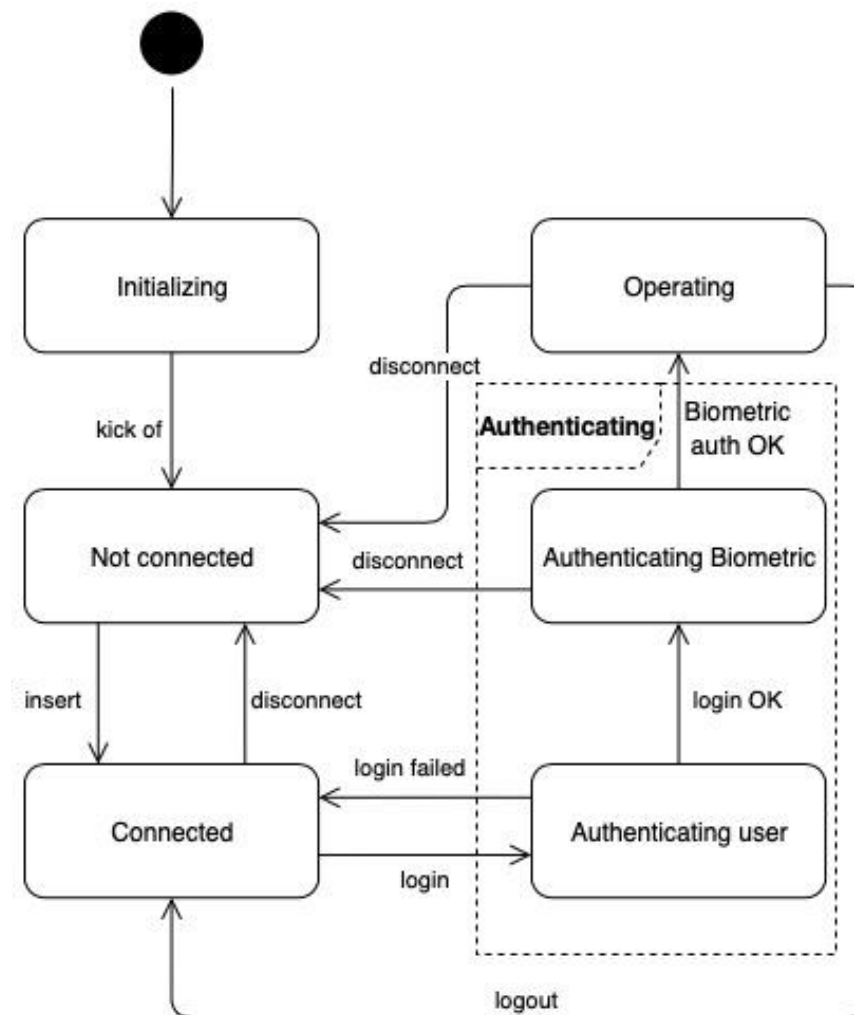 Initializing
Operating
disconnect
kick of
Authenticating
Biometric
auth OK
Not connected
disconnect
Authenticating Biometric
insert
disconnect
login OK
login failed
Connected
Authenticating user
login
logout